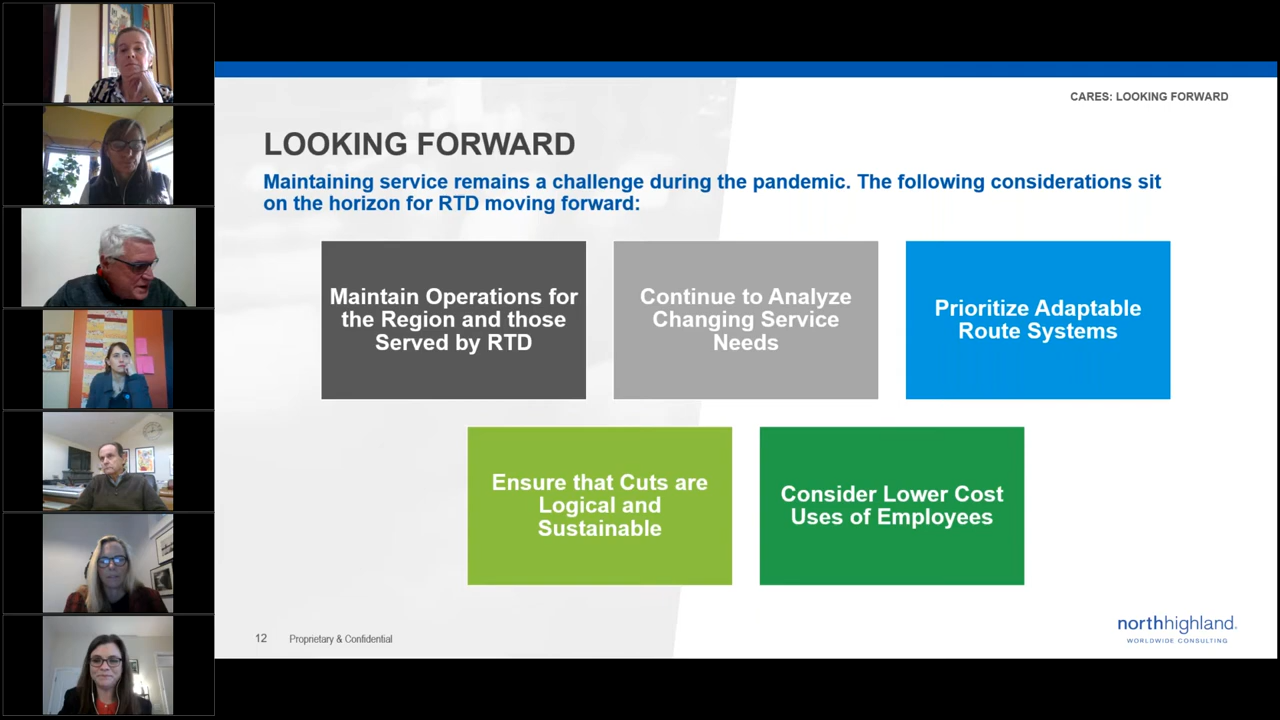 CARES: LOOKING FORWARD
LOOKING FORWARD
Maintaining service remains a challenge during the pandemic. The following considerations sit
on the horizon for RTD moving forward:
Maintain Operations for
the Region and those
Served by RTD
Continue to Analyze
Changing Service
Needs
Prioritize Adaptable
Route Systems
Ensure that Cuts are
Logical and
Sustainable
Consider Lower Cost
Uses of Employees
12 Proprietary & Confidential
northhighland.
WORLDWIDE CONSULTING.